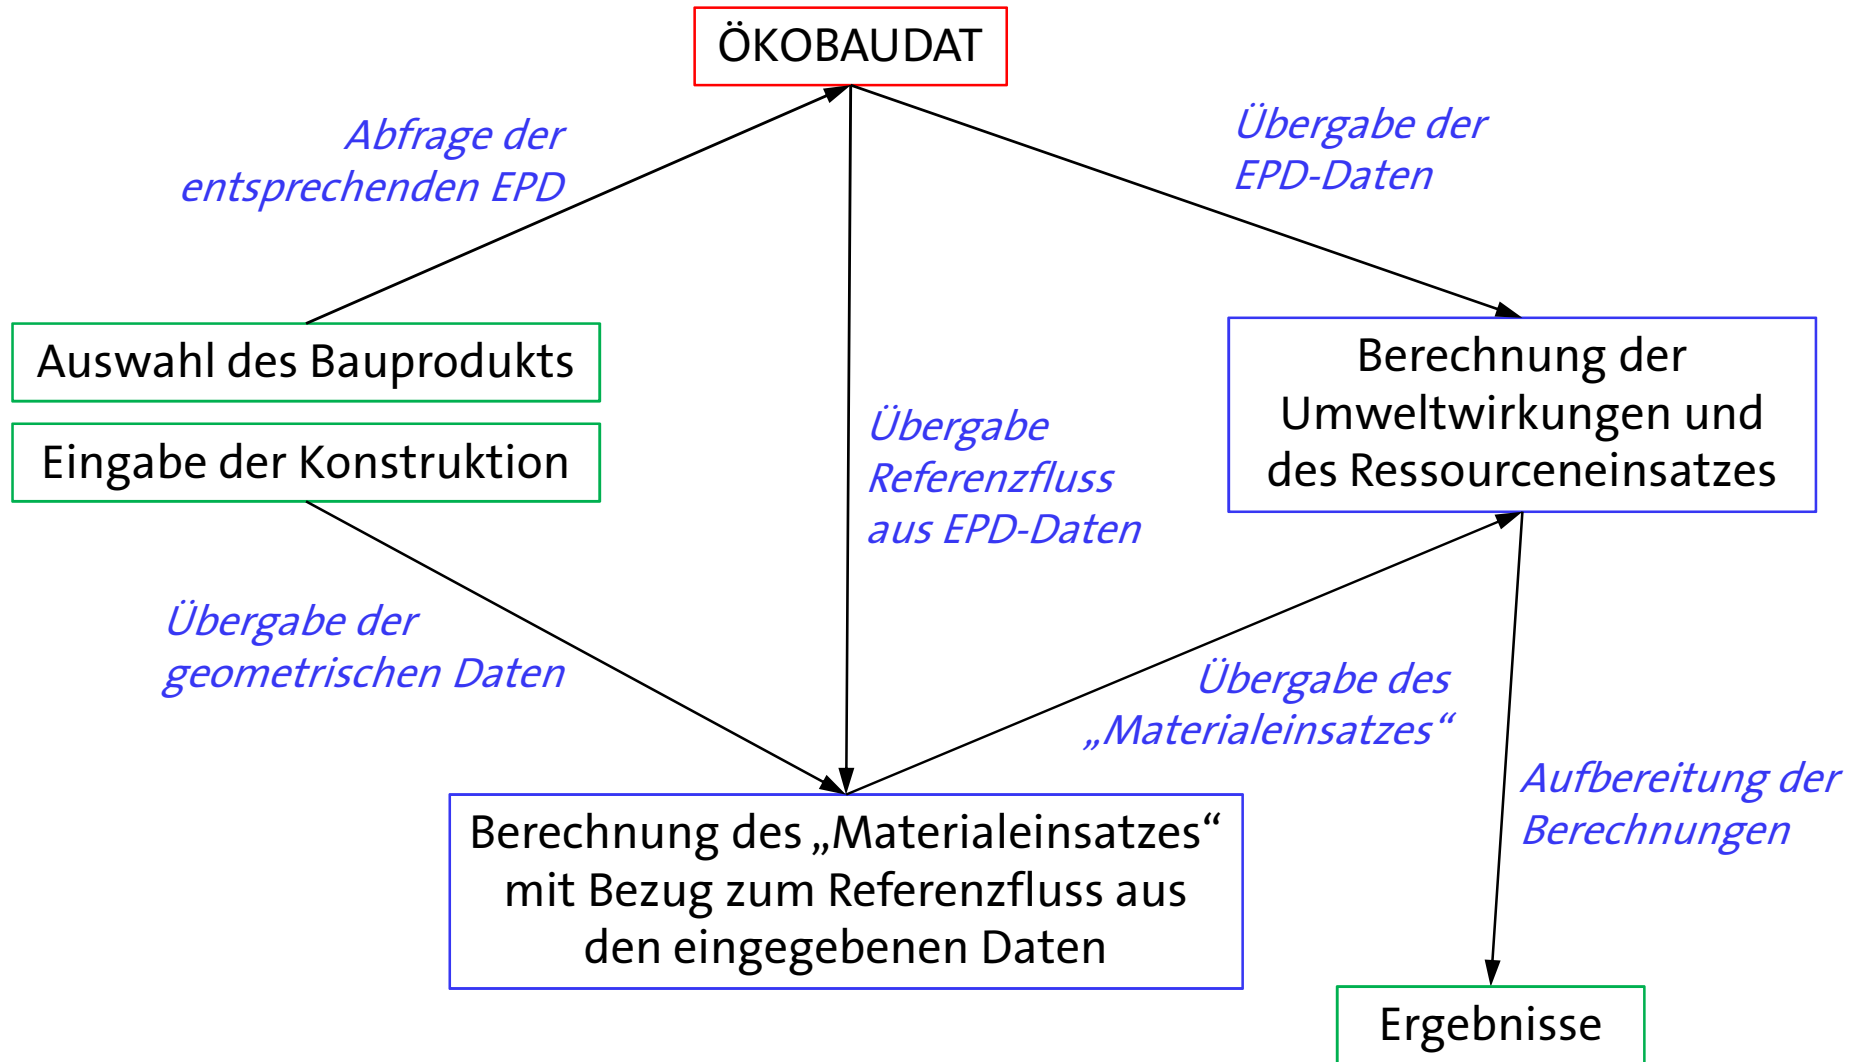 ÖKOBAUDAT
Abfrage der
entsprechenden EPD
Übergabe der
EPD-Daten
Auswahl des Bauprodukts
Eingabe der Konstruktion
Berechnung der
Umweltwirkungen und
des Ressourceneinsatzes
Übergabe
Referenzfluss
aus EPD-Daten
Übergabe der
geometrischen Daten
Übergabe des
„Materialeinsatzes“
Aufbereitung der
Berechnungen
Berechnung des „Materialeinsatzes“
mit Bezug zum Referenzfluss aus
den eingegebenen Daten
Ergebnisse